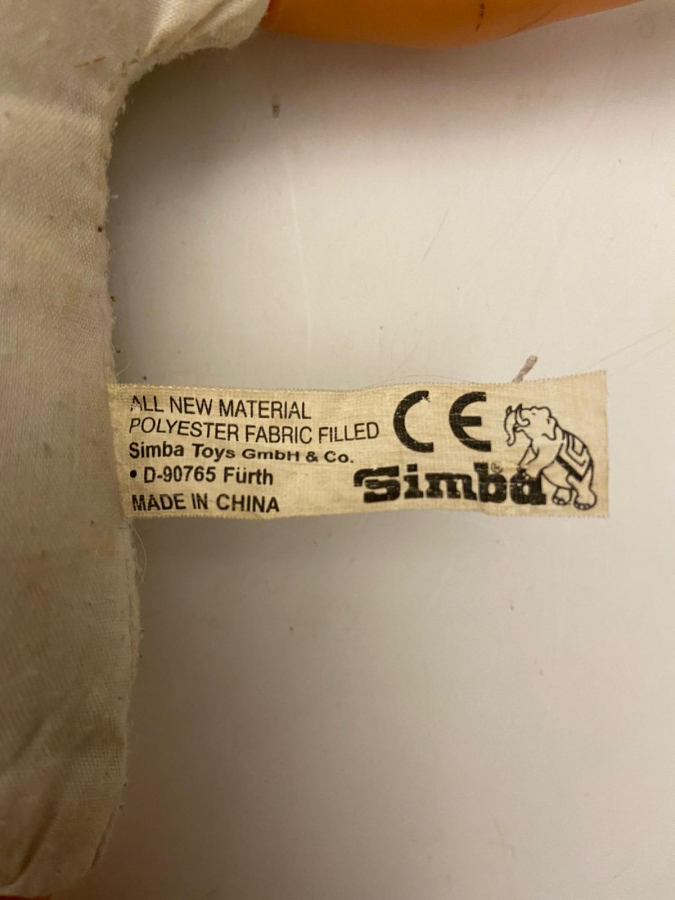 ALL NEW MATERIAL
POLYESTER FABRIC FILLED
Simba Toys GmbH & Co.
• D-90765 Fürth
MADE IN CHINA
CE
Simba®